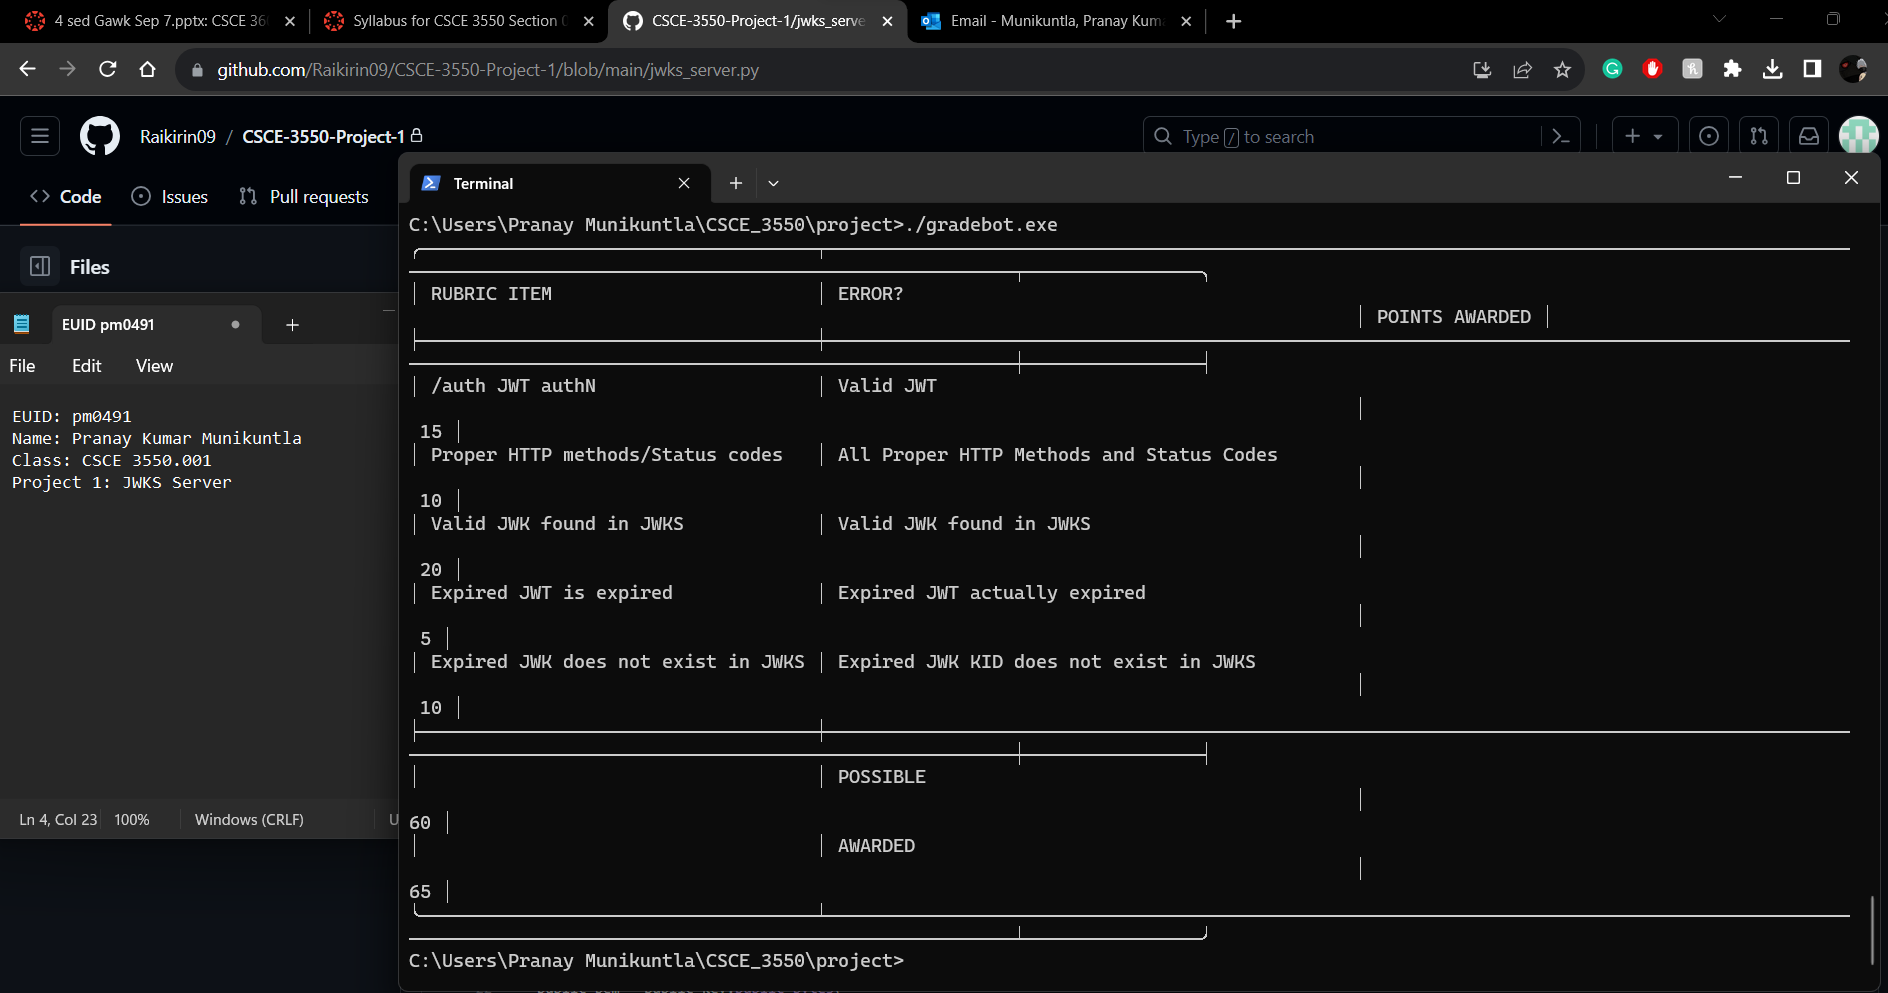 4 sed Gawk Sep 7.pptx: CSCE 36
Syllabus for CSCE 3550 Section
CSCE-3550-Project-1/jwks_serve
Email - Munikuntla, Pranay Kum
github.com/Raikirin09/CSCE-3550-Project-1/blob/main/jwks_server.py
Raikirin09 / CSCE-3550-Project-1
Type / to search
Code
Issues
Pull requests
Files
EUID pm0491
File Edit View
EUID: pm0491
Name: Pranay Kumar Munikuntla
Class: CSCE 3550.001
Project 1: JWKS Server
Ln 4, Col 23
100%
Windows (CRLF)
U
Terminal
C:\Users\Pranay Munikuntla\CSCE_3550\project>./gradebot.exe
RUBRIC ITEM | ERROR?
| POINTS AWARDED |
| /auth JWT authN | Valid JWT
|
15 |
| Proper HTTP methods/Status codes | All Proper HTTP Methods and Status Codes
|
10 |
| Valid JWK found in JWKS | Valid JWK found in JWKS
|
20 |
| Expired JWT is expired | Expired JWT actually expired
|
5 |
| Expired JWK does not exist in JWKS | Expired JWK KID does not exist in JWKS
|
10 |
| | POSSIBLE
|
60 |
| | AWARDED
|
65 |
C:\Users\Pranay Munikuntla\CSCE_3550\project>